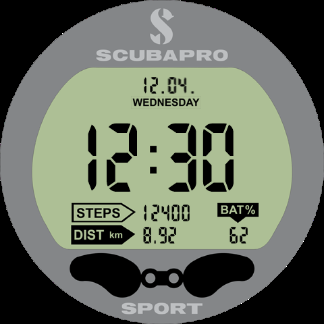 S
SCUBAPRO
12.04.
WEDNESDAY
12:30
STEPS 12400 BAT%
DIST km 8.92 62
SPORT